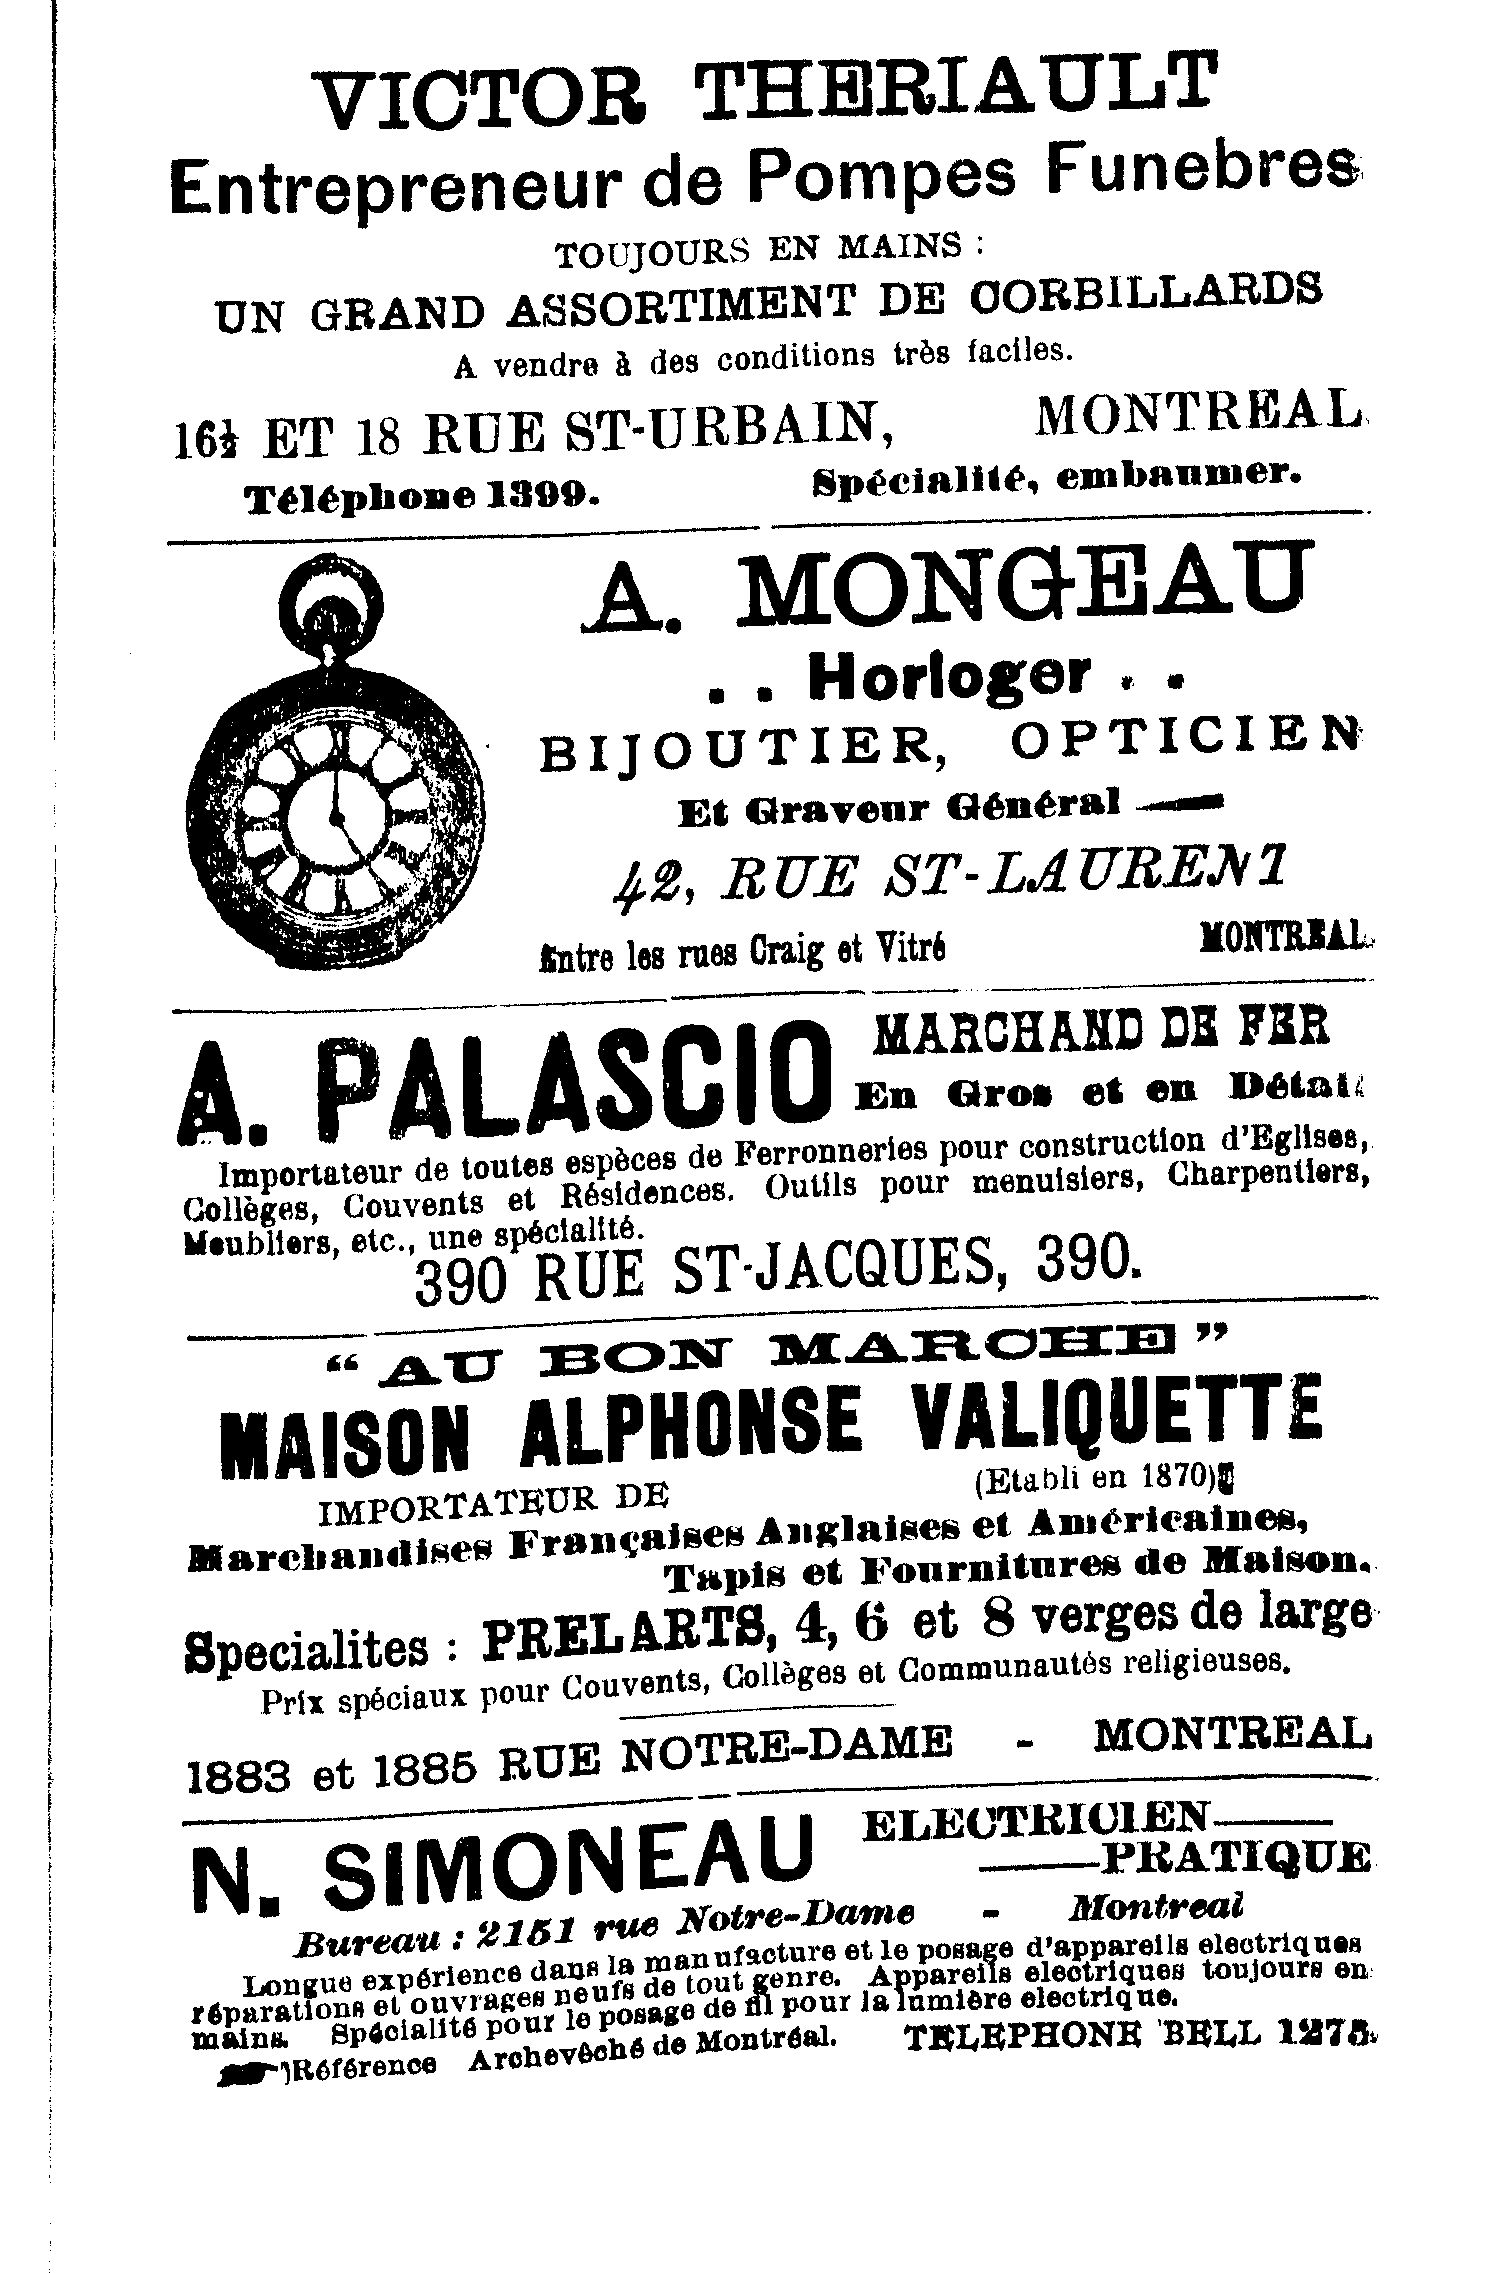 VICTOR THERIAULT
Entrepreneur de Pompes Funebres
TOUJOURS EN MAINS :
UN GRAND ASSORTIMENT DE CORBILLARDS
A vendre à des conditions très faciles.
16½ ET 18 RUE ST-URBAIN, MONTREAL
Téléphone 1399. Spécialité, embaumer.
A. MONGEAU
. . Horloger . .
BIJOUTIER, OPTICIEN
Et Graveur Général —
42, RUE ST-LAURENT
Entre les rues Craig et Vitré MONTREAL.
A. PALASCIO MARCHAND DE FER
En Gros et en Détail
Importateur de toutes espèces de Ferronneries pour construction d'Eglises,
Collèges, Couvents et Résidences. Outils pour menuisiers, Charpentiers,
Meubliers, etc., une spécialité.
390 RUE ST-JACQUES, 390.
“ AU BON MARCHE ”
MAISON ALPHONSE VALIQUETTE
IMPORTATEUR DE (Etabli en 1870)
Marchandises Françaises Anglaises et Américaines,
Tapis et Fournitures de Maison.
Specialites : PRELARTS, 4, 6 et 8 verges de large
Prix spéciaux pour Couvents, Collèges et Communautés religieuses.
1883 et 1885 RUE NOTRE-DAME - MONTREAL
N. SIMONEAU ELECTRICIEN——
——PRATIQUE
Bureau : 2151 rue Notre-Dame - Montreal
Longue expérience dans la manufacture et le posage d'appareils electriques
réparations et ouvrages neufs de tout genre. Appareils electriques toujours en
mains. Spécialité pour le posage de fil pour la lumière electrique.
Référence Archevêché de Montréal. TELEPHONE BELL 1275.